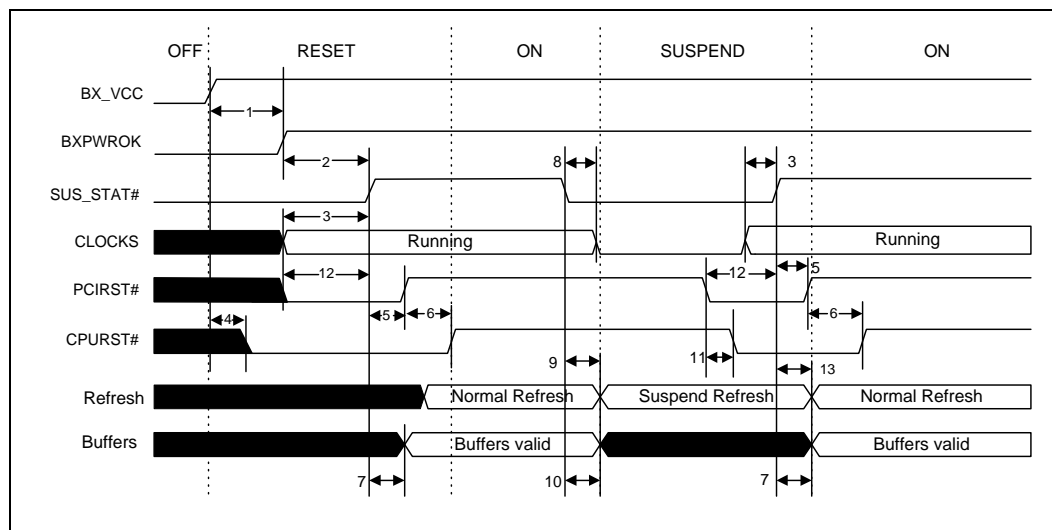 OFF RESET ON SUSPEND ON
BX_VCC
1
BXPWROK
2 8 3
SUS_STAT#
3
CLOCKS Running Running
12 12 5
PCIRST#
5 6 6
4
CPURST#
9 11 13
Refresh Normal Refresh Suspend Refresh Normal Refresh
Buffers Buffers valid Buffers valid
7 10 7